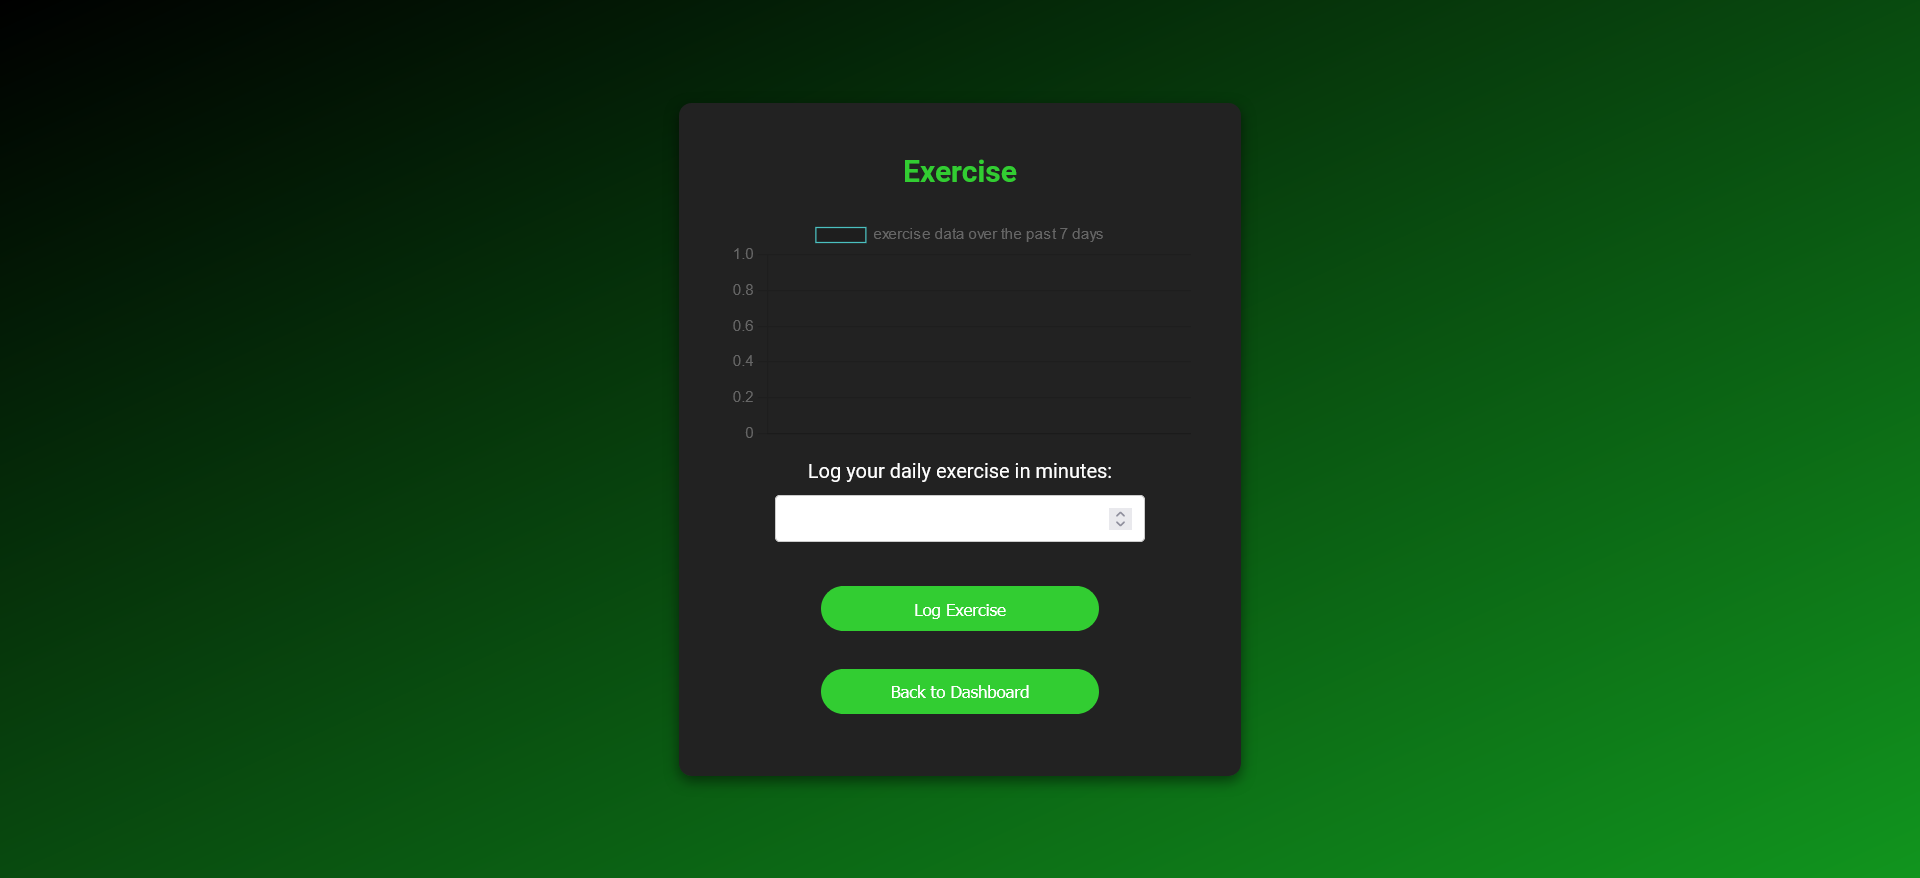 Exercise
exercise data over the past 7 days
1.0
0.8
0.6
0.4
0.2
0
Log your daily exercise in minutes:
Log Exercise
Back to Dashboard